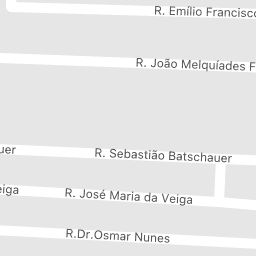 R. Emílio Francisco
R. João Melquíades F
uer
R. Sebastião Batschauer
eiga
R. José Maria da Veiga
R.Dr.Osmar Nunes